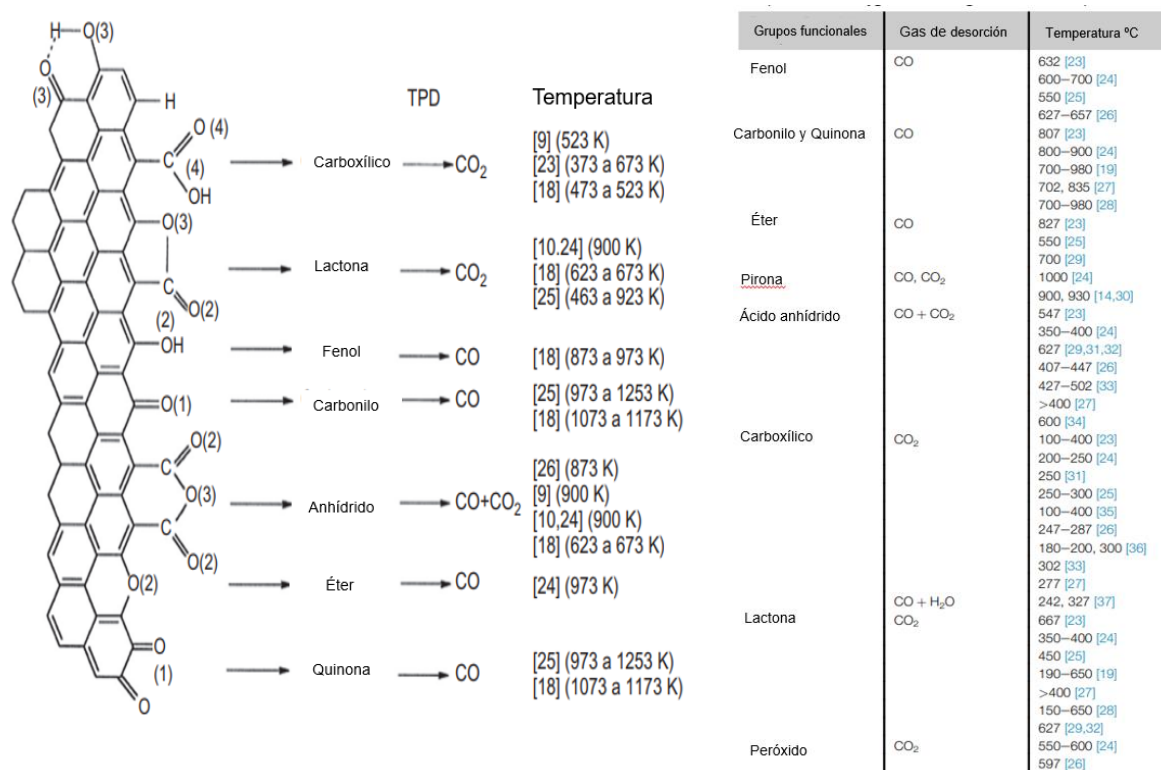 H
O(3)
O
(3)
H
O (4)
C
(4)
OH
O(3)
C
O(2)
(2)
OH
O(1)
O(2)
C
O(3)
C
O(2)
O(2)
O
(1)
O
TPD Temperatura
Carboxílico CO2
[9] (523 K)
[23] (373 a 673 K)
[18] (473 a 523 K)
Lactona CO2
[10.24] (900 K)
[18] (623 a 673 K)
[25] (463 a 923 K)
Fenol CO [18] (873 a 973 K)
Carbonilo CO
[25] (973 a 1253 K)
[18] (1073 a 1173 K)
Anhídrido CO+CO2
[26] (873 K)
[9] (900 K)
[10,24] (900 K)
[18] (623 a 673 K)
Éter CO [24] (973 K)
Quinona CO
[25] (973 a 1253 K)
[18] (1073 a 1173 K)
Grupos funcionales Gas de desorción Temperatura ºC
Fenol CO 632 [23]
600–700 [24]
550 [25]
627–657 [26]
Carbonilo y Quinona CO 807 [23]
800–900 [24]
700–980 [19]
702, 835 [27]
700–980 [28]
Éter CO 827 [23]
550 [25]
700 [29]
Pirona CO, CO2 1000 [24]
900, 930 [14,30]
Ácido anhídrido CO + CO2 547 [23]
350–400 [24]
627 [29,31,32]
407–447 [26]
427–502 [33]
>400 [27]
600 [34]
Carboxílico CO2 100–400 [23]
200–250 [24]
250 [31]
250–300 [25]
100–400 [35]
247–287 [26]
180–200, 300 [36]
302 [33]
277 [27]
CO + H2O 242, 327 [37]
Lactona CO2 667 [23]
350–400 [24]
450 [25]
190–650 [19]
>400 [27]
150–650 [28]
627 [29,32]
Peróxido CO2 550–600 [24]
597 [26]